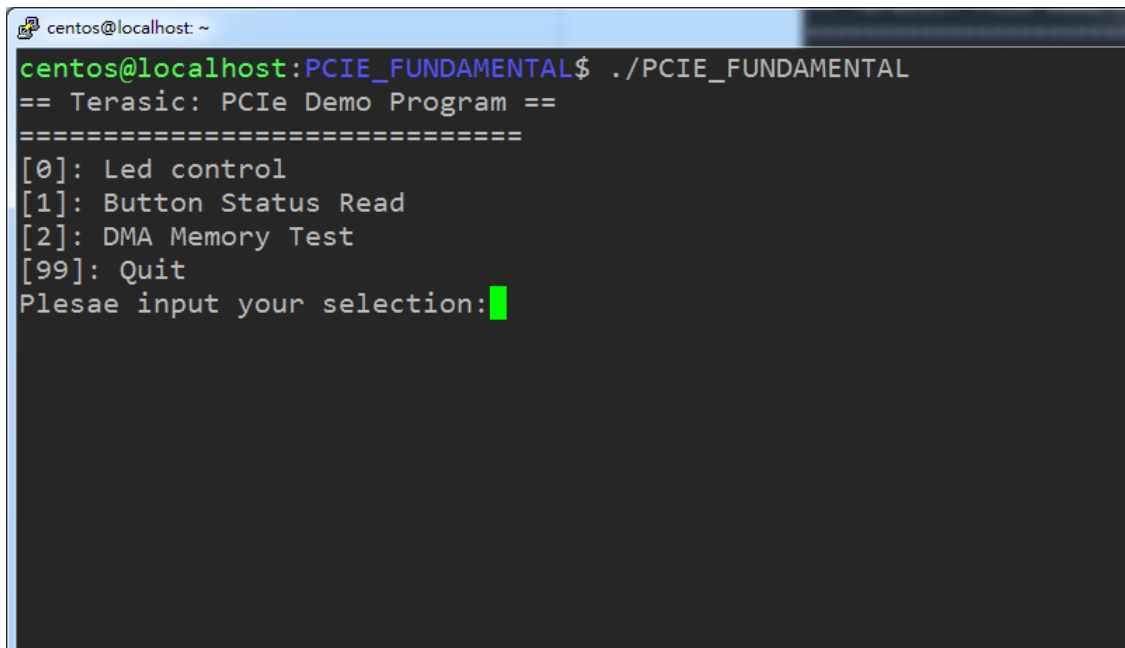 centos@localhost: ~
centos@localhost:PCIE_FUNDAMENTAL$ ./PCIE_FUNDAMENTAL
== Terasic: PCIe Demo Program ==
==============================
[0]: Led control
[1]: Button Status Read
[2]: DMA Memory Test
[99]: Quit
Plesae input your selection: